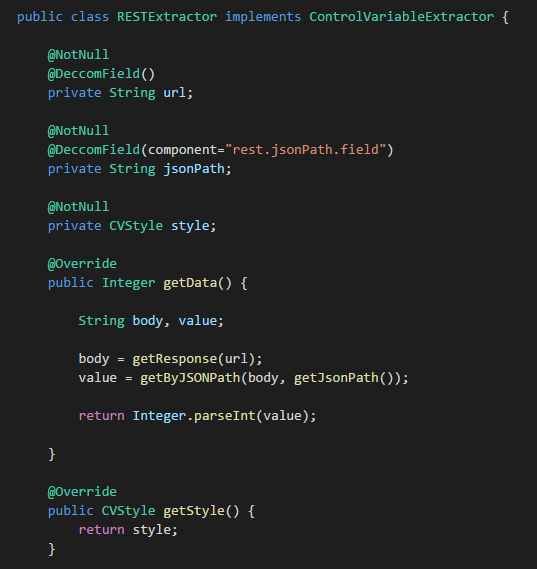 public class RESTExtractor implements ControlVariableExtractor {
@NotNull
@DeccomField()
private String url;
@NotNull
@DeccomField(component="rest.jsonPath.field")
private String jsonPath;
@NotNull
private CVStyle style;
@Override
public Integer getData() {
String body, value;
body = getResponse(url);
value = getByJSONPath(body, getJsonPath());
return Integer.parseInt(value);
}
@Override
public CVStyle getStyle() {
return style;
}